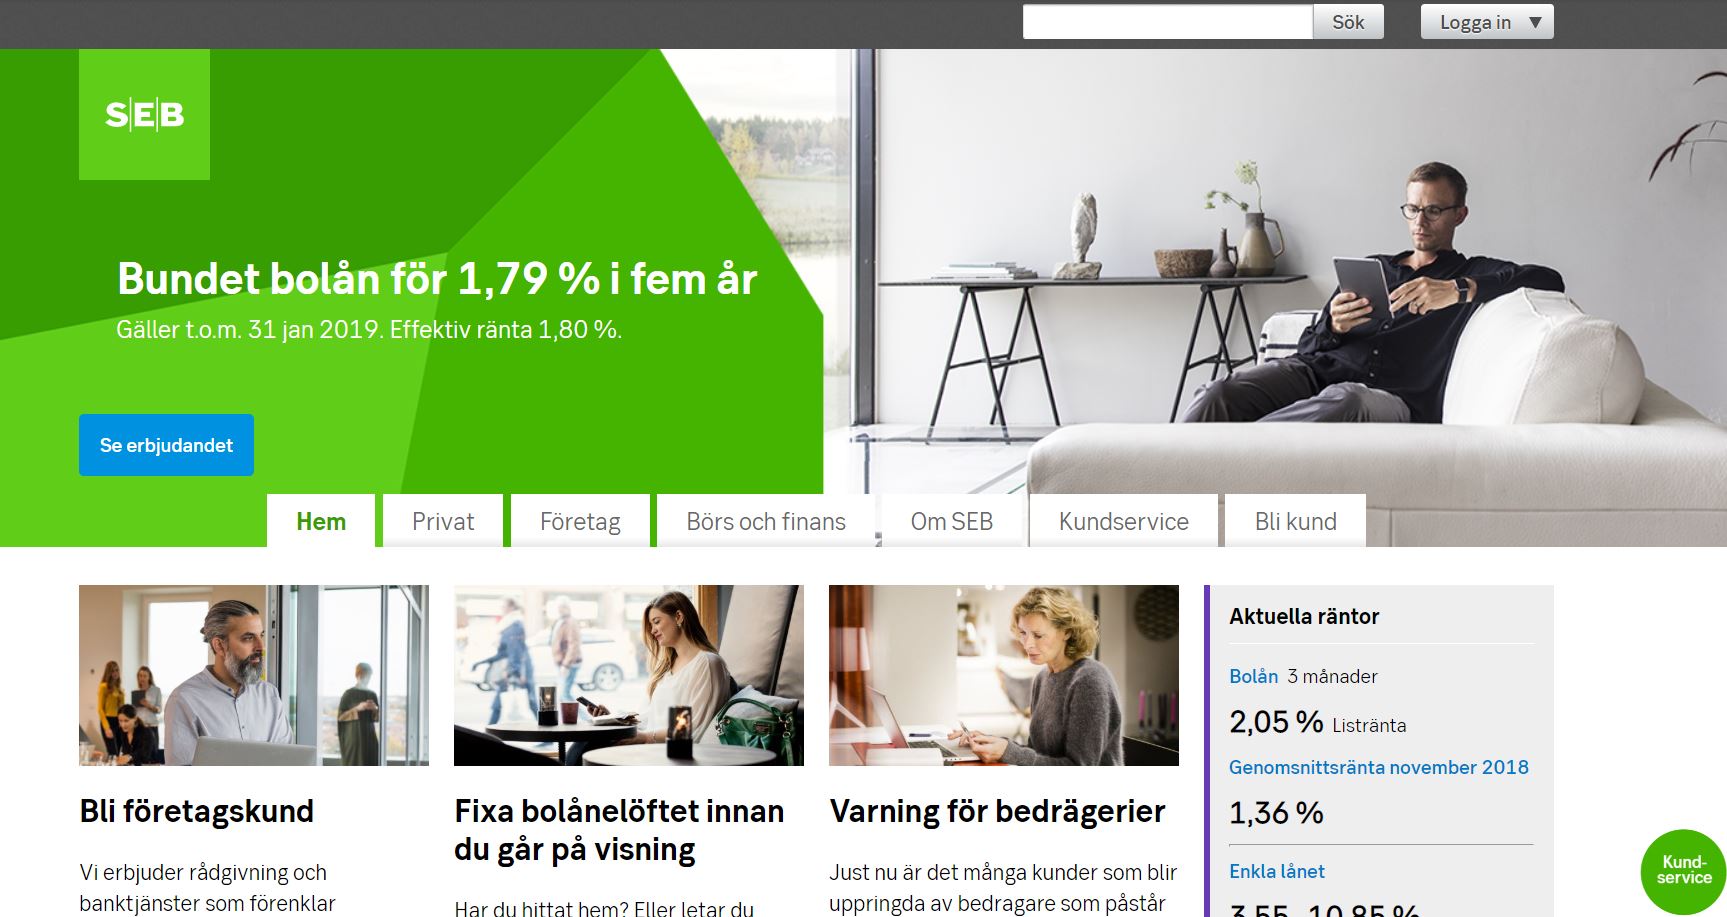 Sök
Logga in
S|E|B
Bundet bolån för 1,79 % i fem år
Gäller t.o.m. 31 jan 2019. Effektiv ränta 1,80 %.
Se erbjudandet
Hem
Privat
Företag
Börs och finans
Om SEB
Kundservice
Bli kund
Bli företagskund
Vi erbjuder rådgivning och
banktjänster som förenklar
Fixa bolånelöftet innan
du går på visning
Har du hittat hem? Eller letar du
Varning för bedrägerier
Just nu är det många kunder som blir
uppringda av bedragare som påstår
Aktuella räntor
Bolån 3 månader
2,05 % Listränta
Genomsnittsränta november 2018
1,36 %
Enkla lånet
3,55 - 10,85 %
Kund-
service